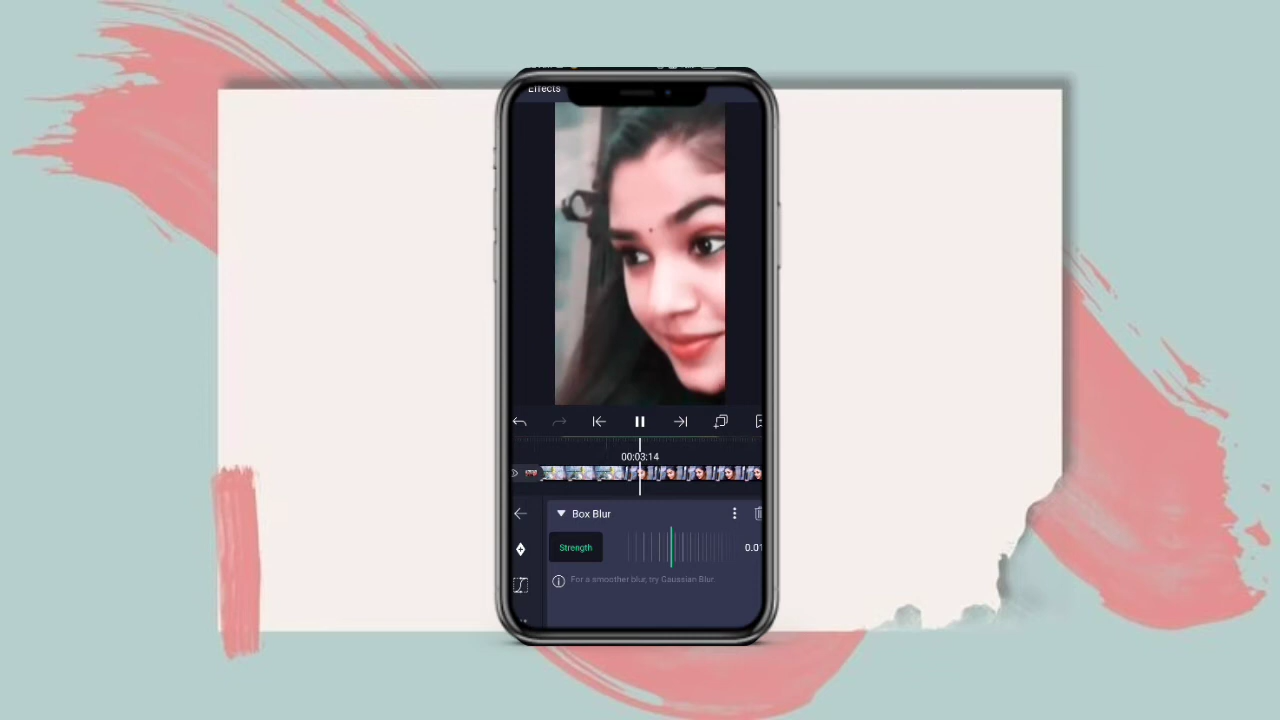 Effects
00:03:14
Box Blur
Strength
0.01
For a smoother blur, try Gaussian Blur.